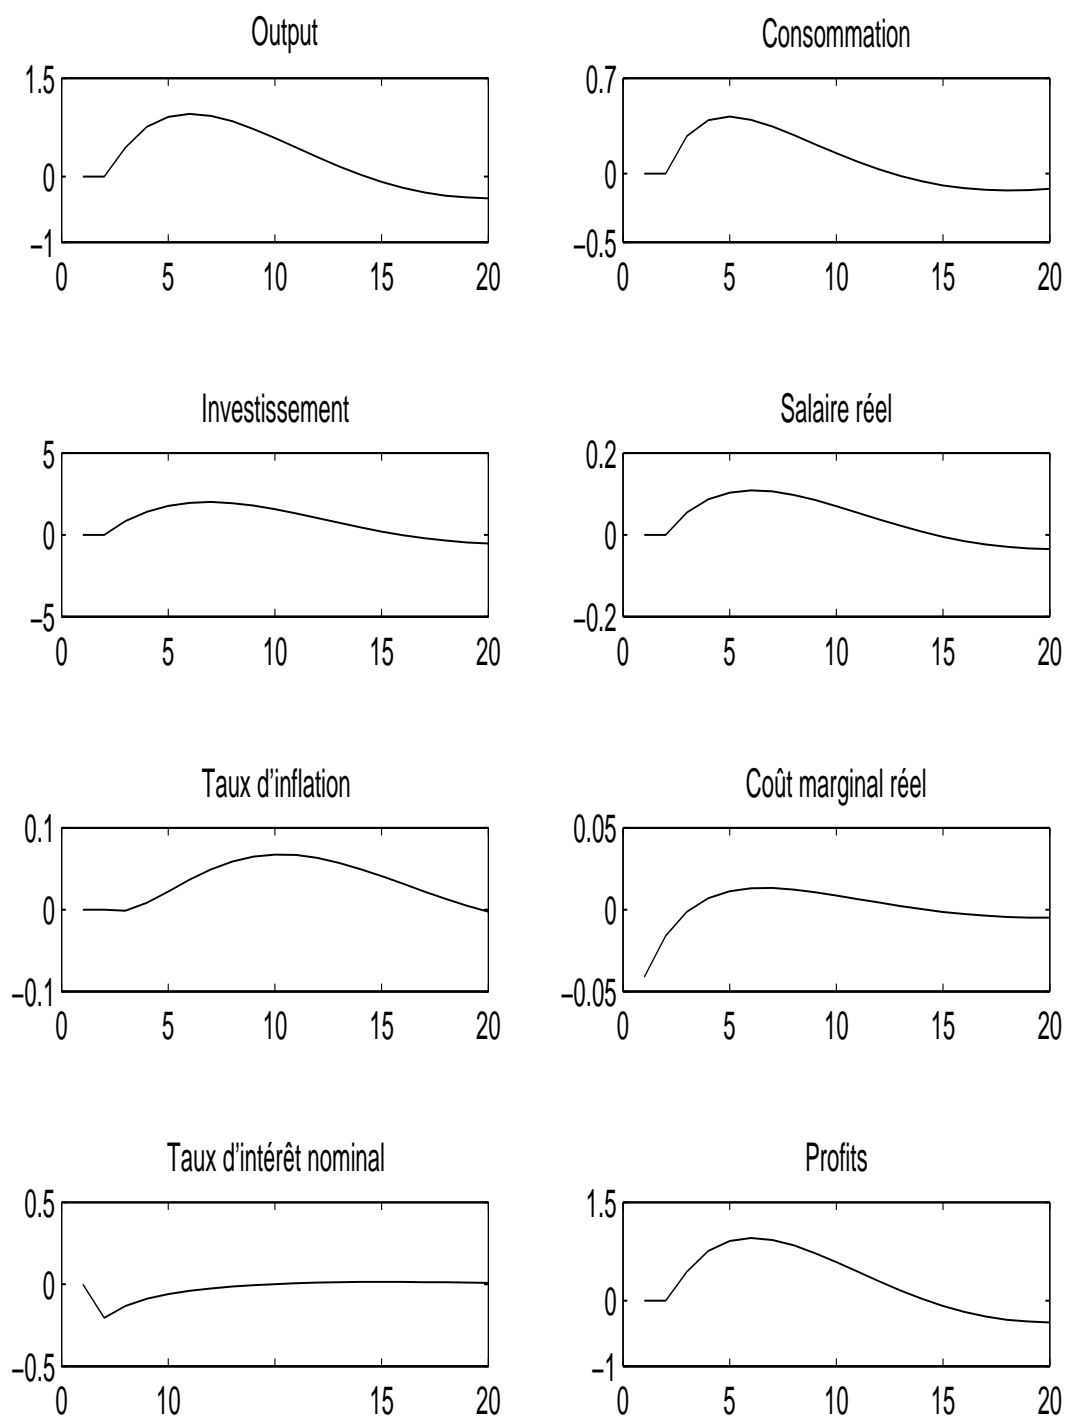 Output
Consommation
1.5
0
−1
0 5 10 15 20
0.7
0
−0.5
0 5 10 15 20
Investissement
Salaire réel
5
0
−5
0 5 10 15 20
0.2
0
−0.2
0 5 10 15 20
Taux d'inflation
Coût marginal réel
0.1
0
−0.1
0 5 10 15 20
0.05
0
−0.05
0 5 10 15 20
Taux d'intérêt nominal
Profits
0.5
0
−0.5
0 10 10 15 20
1.5
0
−1
0 5 10 15 20